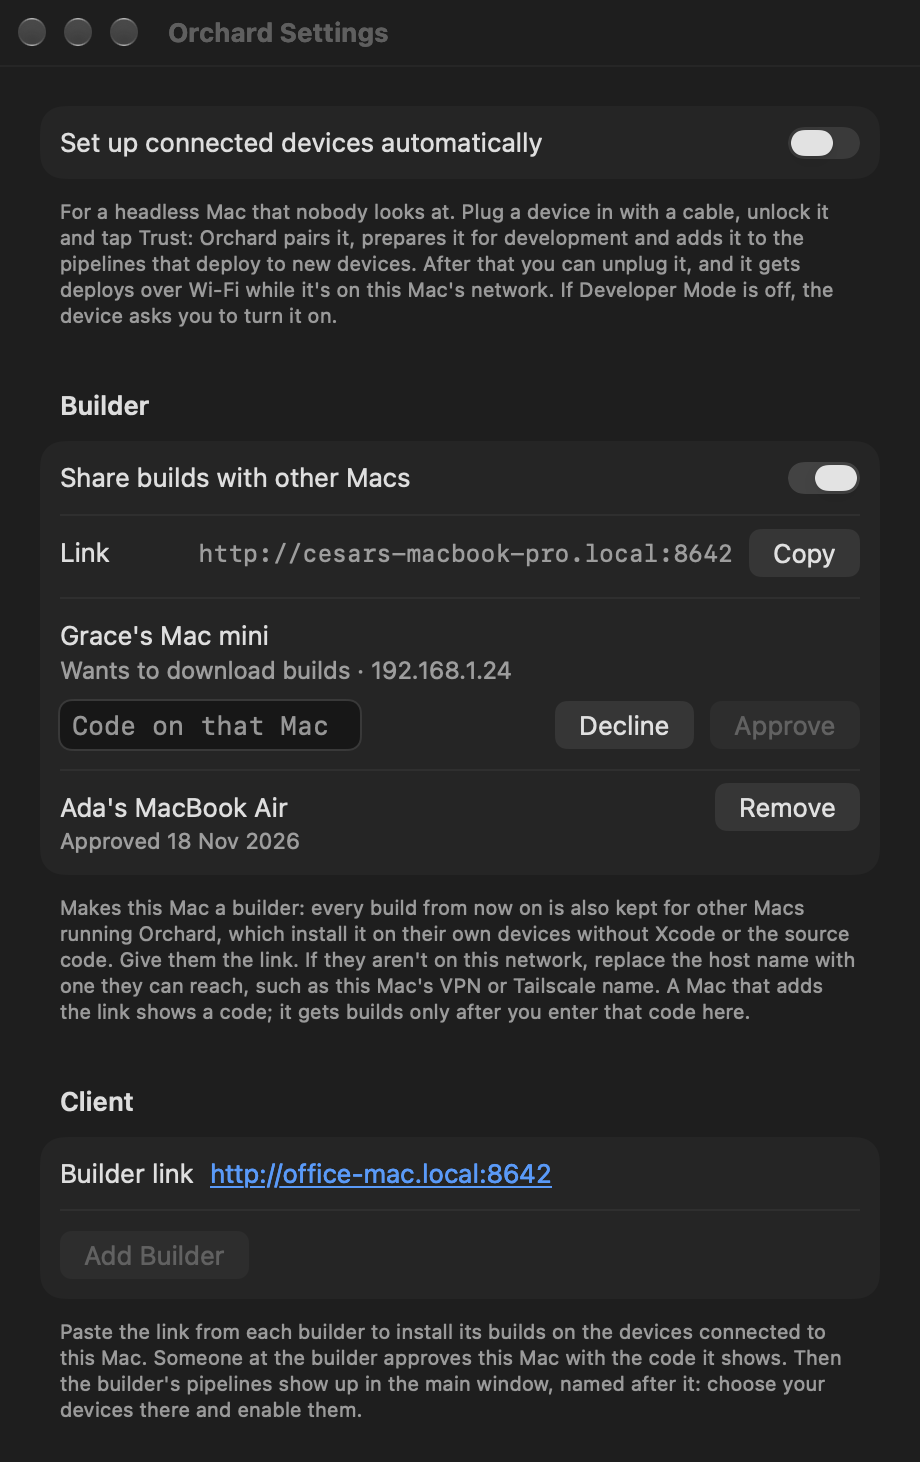 Orchard Settings
Set up connected devices automatically
For a headless Mac that nobody looks at. Plug a device in with a cable, unlock it
and tap Trust: Orchard pairs it, prepares it for development and adds it to the
pipelines that deploy to new devices. After that you can unplug it, and it gets
deploys over Wi-Fi while it's on this Mac's network. If Developer Mode is off, the
device asks you to turn it on.
Builder
Share builds with other Macs
Link http://cesars-macbook-pro.local:8642 Copy
Grace's Mac mini
Wants to download builds · 192.168.1.24
Code on that Mac Decline Approve
Ada's MacBook Air Remove
Approved 18 Nov 2026
Makes this Mac a builder: every build from now on is also kept for other Macs
running Orchard, which install it on their own devices without Xcode or the source
code. Give them the link. If they aren't on this network, replace the host name with
one they can reach, such as this Mac's VPN or Tailscale name. A Mac that adds
the link shows a code; it gets builds only after you enter that code here.
Client
Builder link http://office-mac.local:8642
Add Builder
Paste the link from each builder to install its builds on the devices connected to
this Mac. Someone at the builder approves this Mac with the code it shows. Then
the builder's pipelines show up in the main window, named after it: choose your
devices there and enable them.